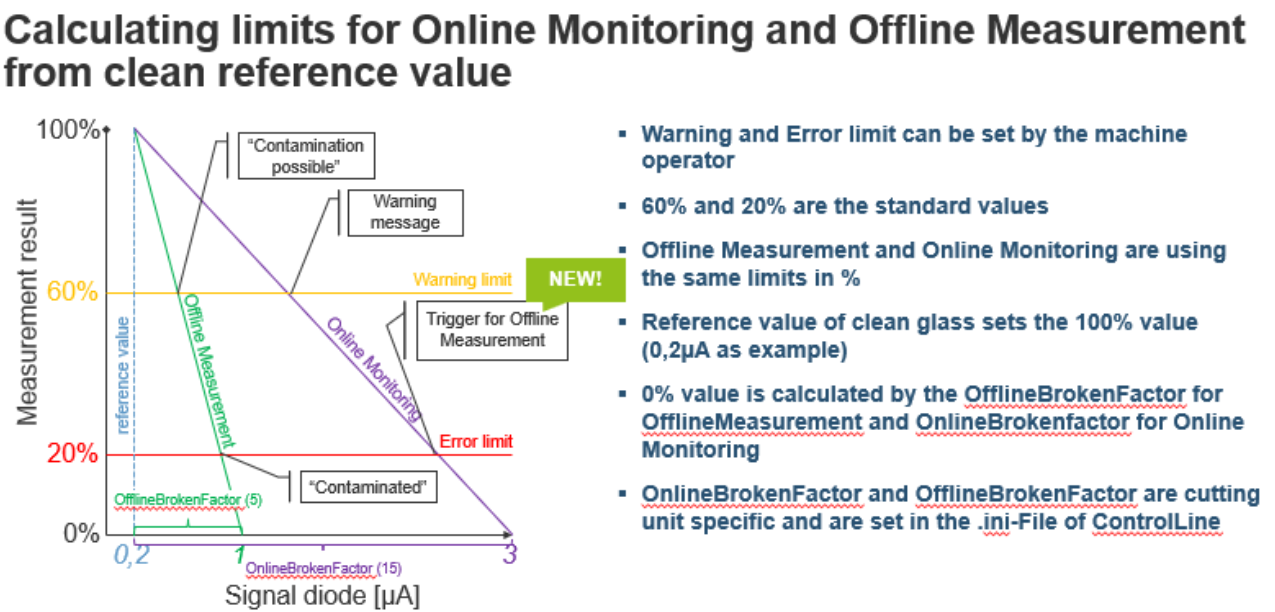 Calculating limits for Online Monitoring and Offline Measurement
from clean reference value
100%
60%
20%
0%
Measurement result
reference value
"Contamination
possible"
Warning
message
Warning limit
NEW!
Trigger for Offline
Measurement
Offline Measurement
Online Monitoring
Error limit
"Contaminated"
OfflineBrokenFactor (5)
0,2
1
3
OnlineBrokenFactor (15)
Signal diode [µA]
▪ Warning and Error limit can be set by the machine
operator
▪ 60% and 20% are the standard values
▪ Offline Measurement and Online Monitoring are using
the same limits in %
▪ Reference value of clean glass sets the 100% value
(0,2µA as example)
▪ 0% value is calculated by the OfflineBrokenFactor for
OfflineMeasurement and OnlineBrokenfactor for Online
Monitoring
▪ OnlineBrokenFactor and OfflineBrokenFactor are cutting
unit specific and are set in the .ini-File of ControlLine